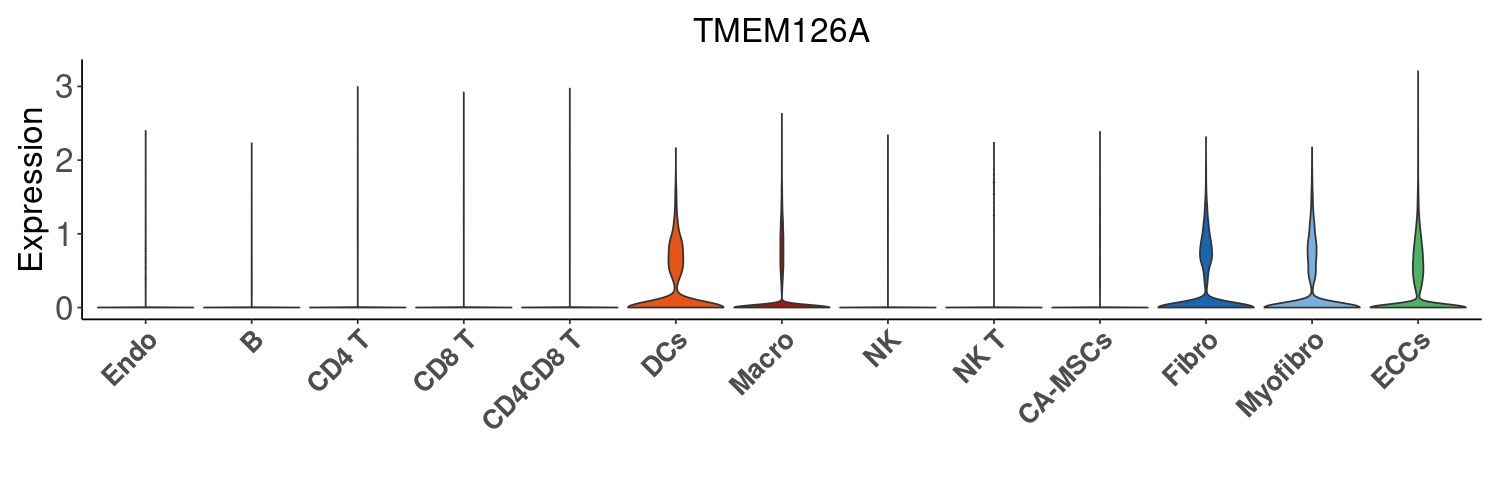 TMEM126A
Expression
3
2
1
0
Endo
B
CD4 T
CD8 T
CD4CD8 T
DCs
Macro
NK
NK T
CA-MSCs
Fibro
Myofibro
ECCs